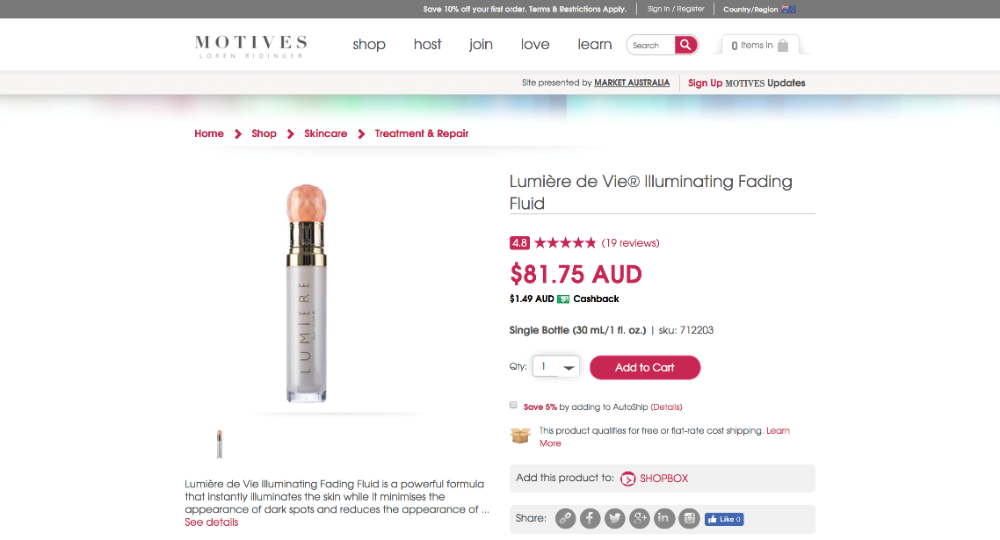 Save 10% off your first order. Terms & Restrictions Apply.
Sign In / Register
Country/Region
MOTIVES
LOREN RIDINGER
shop
host
join
love
learn
Search
0 Items In
Site presented by MARKET AUSTRALIA
Sign Up MOTIVES Updates
Home
Shop
Skincare
Treatment & Repair
LUMIERE
Lumière de Vie® Illuminating Fading
Fluid
4.8
(19 reviews)
$81.75 AUD
$1.49 AUD
Cashback
Single Bottle (30 mL/1 fl. oz.) | sku: 712203
Qty:
1
Add to Cart
Save 5% by adding to AutoShip (Details)
This product qualifies for free or flat-rate cost shipping. Learn
More
Add this product to:
SHOPBOX
Lumière de Vie Illuminating Fading Fluid is a powerful formula
that instantly illuminates the skin while it minimises the
appearance of dark spots and reduces the appearance of ...
See details
Share:
Like 0